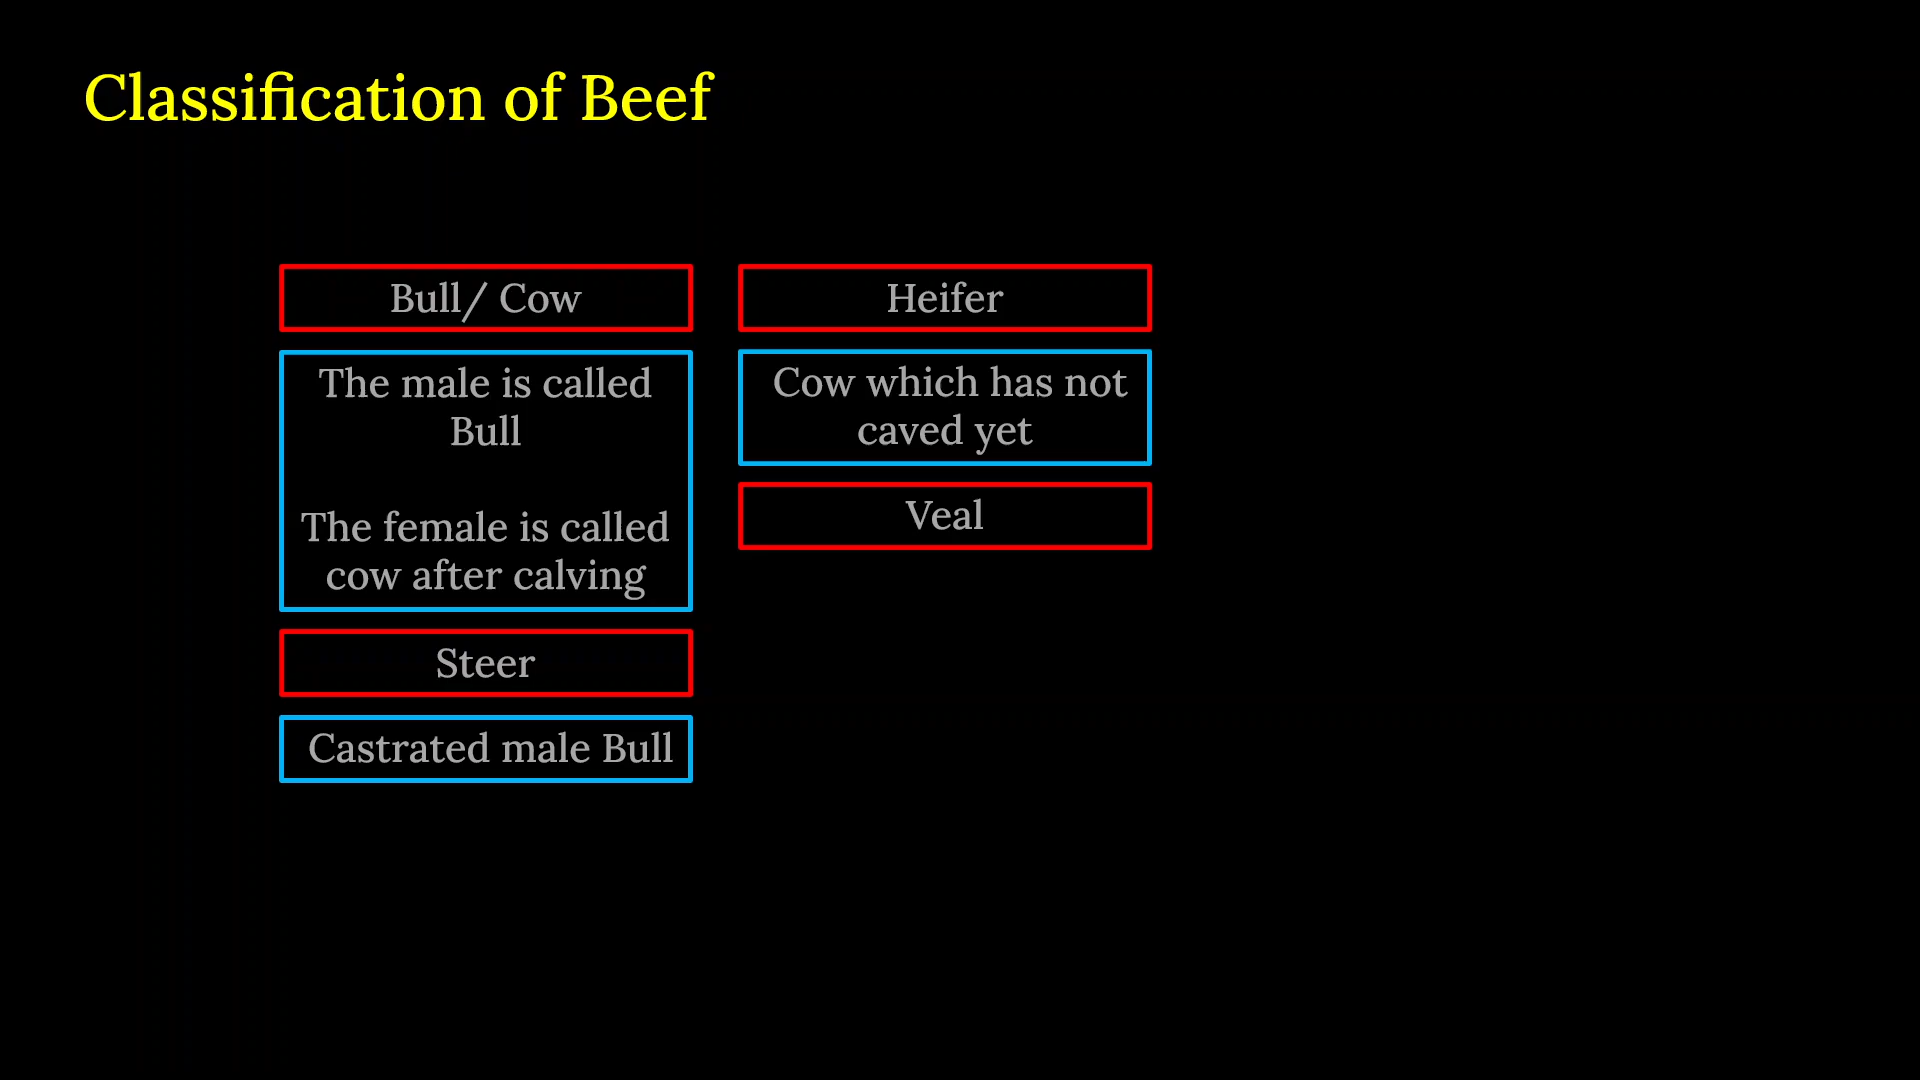 Classification of Beef
Bull/ Cow
The male is called
Bull
The female is called
cow after calving
Steer
Castrated male Bull
Heifer
Cow which has not
caved yet
Veal